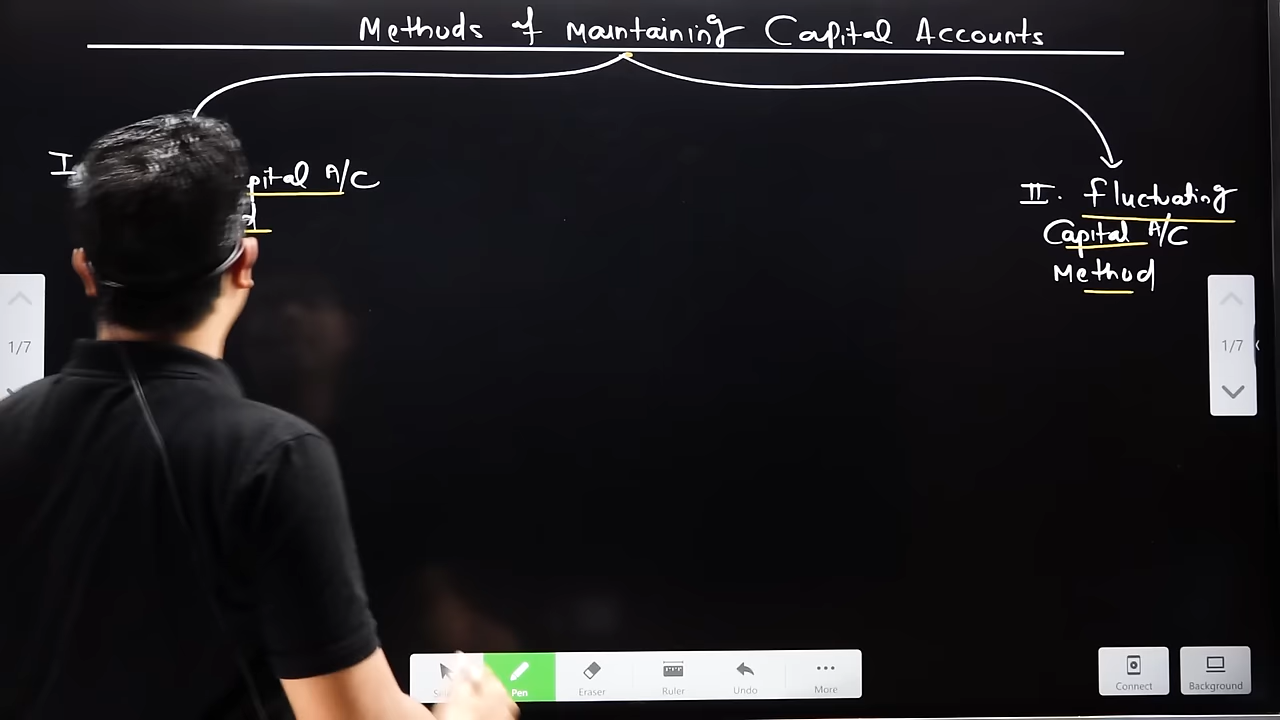 Methods of Maintaining Capital Accounts
I
pital A/C
II. fluctuating
Capital A/C
Method
1/7
1/7
Pen
Eraser
Ruler
Undo
More
Connect
Background